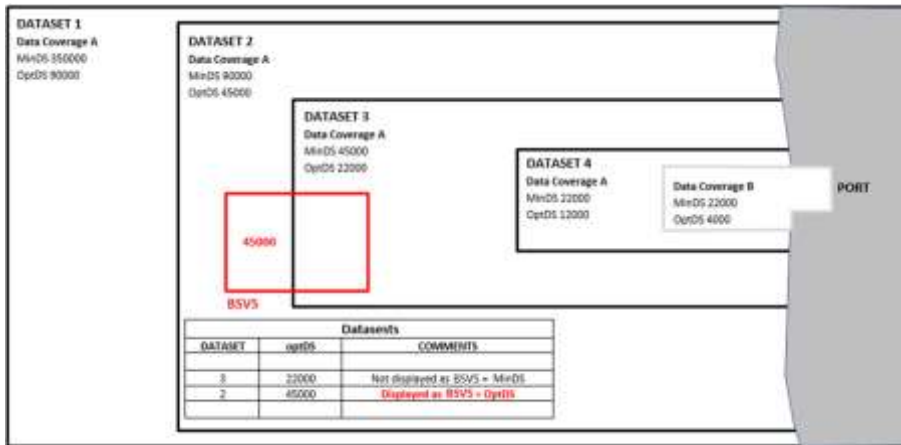 DATASET 1
Data Coverage A
MinDS 350000
OptDS 90000
DATASET 2
Data Coverage A
MinDS 90000
OptDS 45000
DATASET 3
Data Coverage A
MinDS 45000
OptDS 22000
DATASET 4
Data Coverage A
MinDS 22000
OptDS 12000
Data Coverage B
MinDS 22000
OptDS 4000
PORT
45000
BSVS
Datasents
DATASET optDS COMMENTS
3 22000 Not displayed as BSVS = MinDS
2 45000 Displayed as BSVS = OptDS